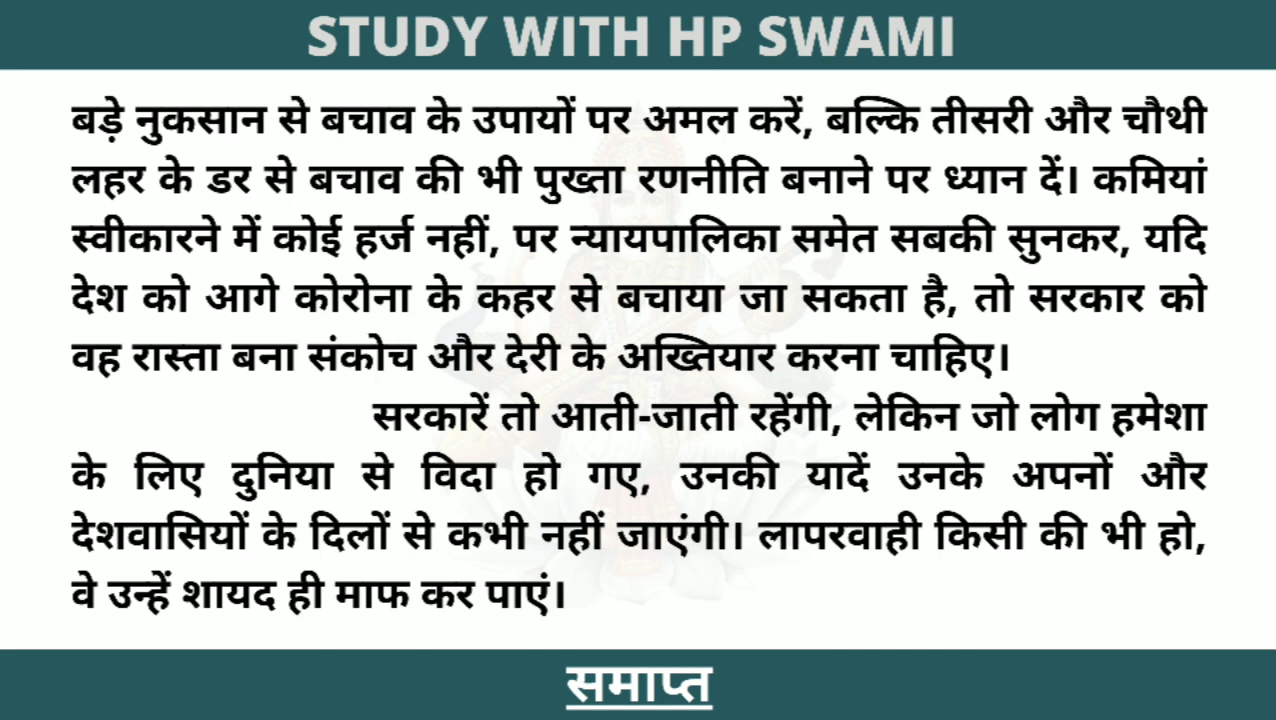 STUDY WITH HP SWAMI
बड़े नुकसान से बचाव के उपायों पर अमल करें, बल्कि तीसरी और चौथी
लहर के डर से बचाव की भी पुख्ता रणनीति बनाने पर ध्यान दें। कमियां
स्वीकारने में कोई हर्ज नहीं, पर न्यायपालिका समेत सबकी सुनकर, यदि
देश को आगे कोरोना के कहर से बचाया जा सकता है, तो सरकार को
वह रास्ता बना संकोच और देरी के अख्तियार करना चाहिए।
सरकारें तो आती-जाती रहेंगी, लेकिन जो लोग हमेशा
के लिए दुनिया से विदा हो गए, उनकी यादें उनके अपनों और
देशवासियों के दिलों से कभी नहीं जाएंगी। लापरवाही किसी की भी हो,
वे उन्हें शायद ही माफ कर पाएं।
समाप्त